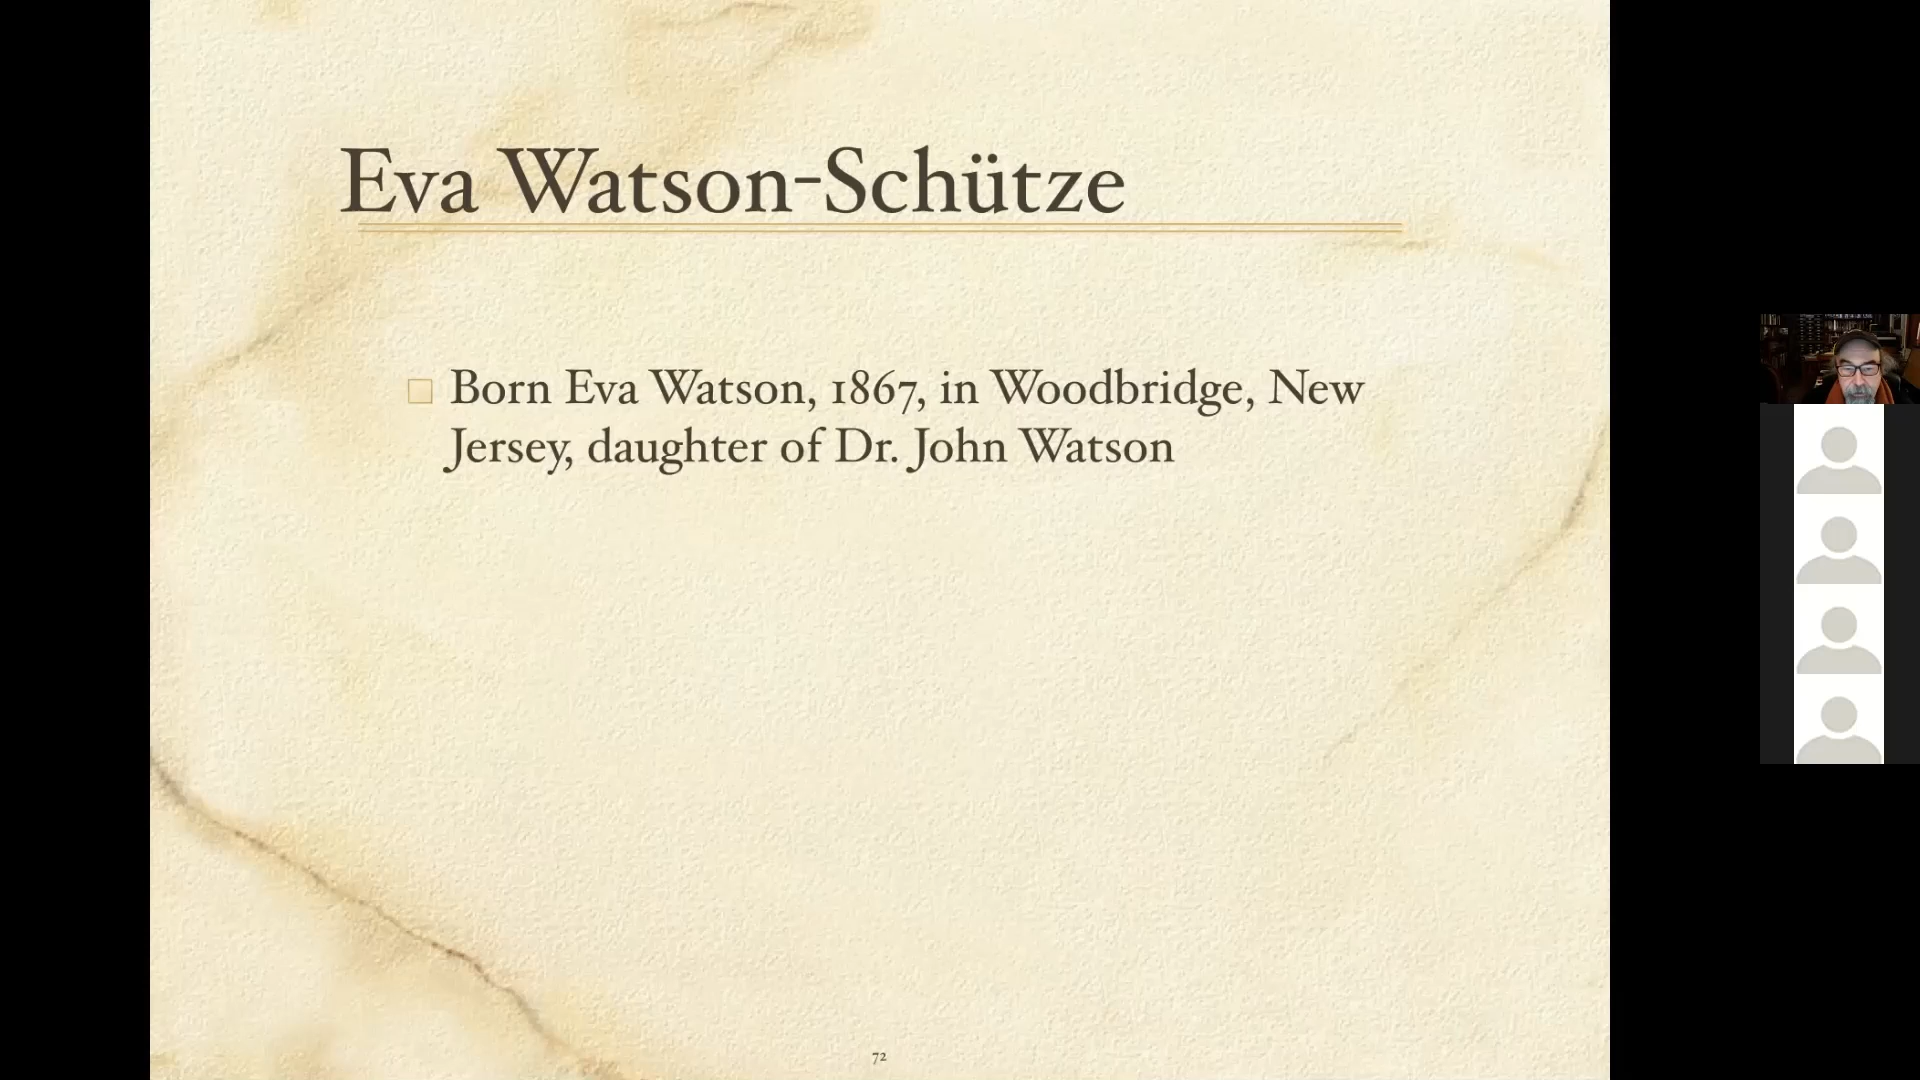 Eva Watson-Schütze
Born Eva Watson, 1867, in Woodbridge, New
Jersey, daughter of Dr. John Watson
72